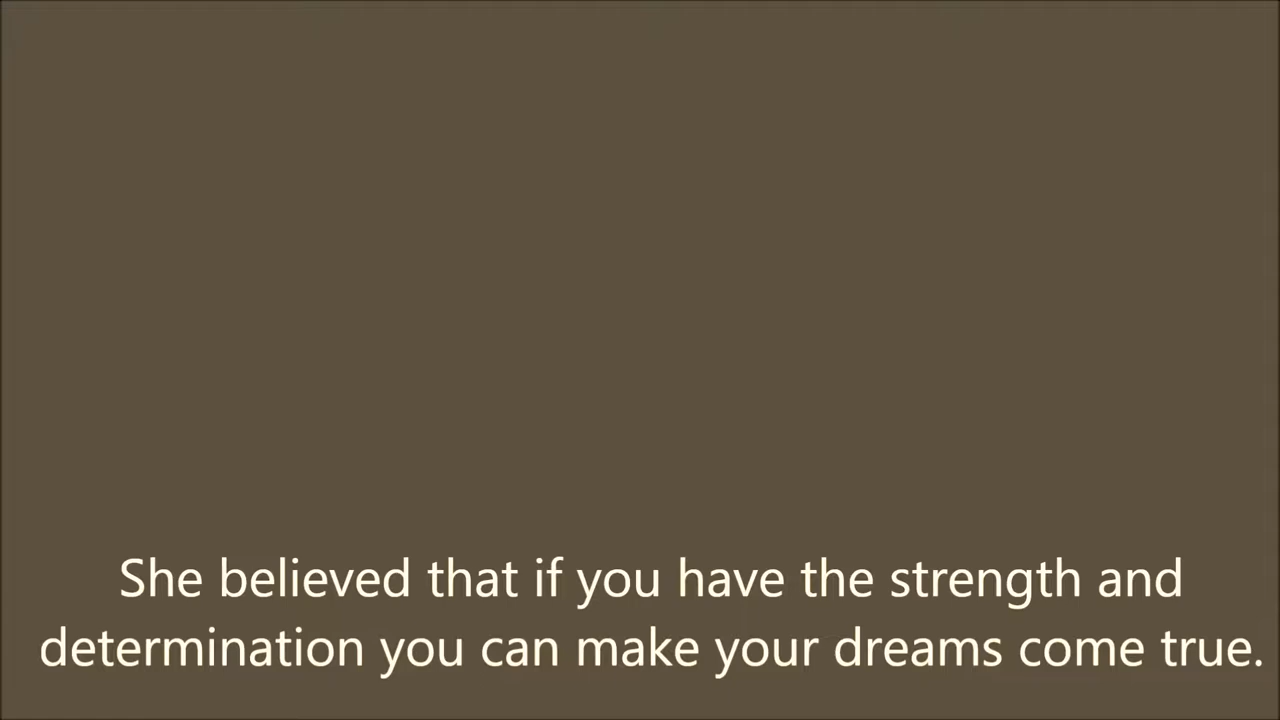 She believed that if you have the strength and
determination you can make your dreams come true.